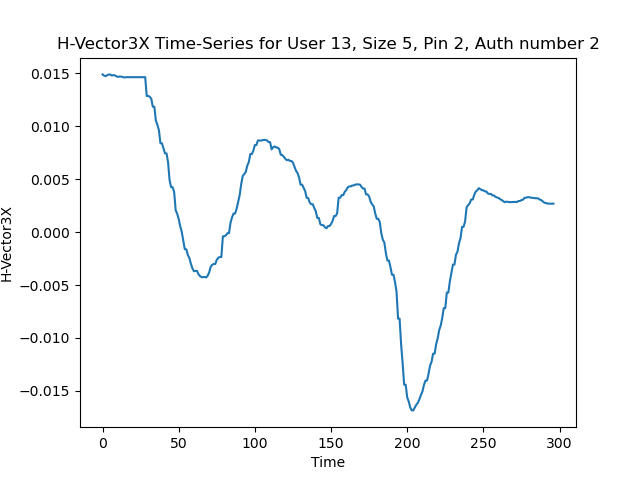 H-Vector3X Time-Series for User 13, Size 5, Pin 2, Auth number 2
0.015
0.010
0.005
0.000
−0.005
−0.010
−0.015
H-Vector3X
0 50 100 150 200 250 300
Time